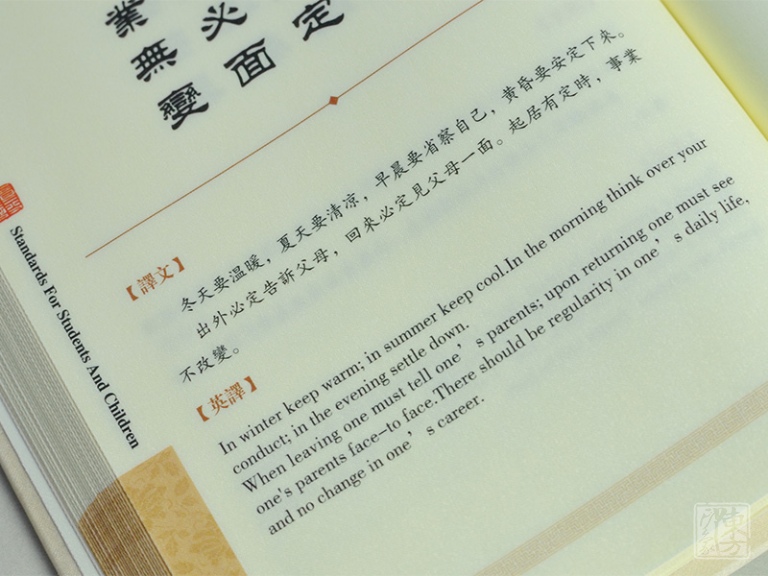 定
必面
業無變
【譯文】
冬天要溫暖，夏天要清凉，早晨要省察自己，黄昏要安定下來。
出外必定告訴父母，回來必定見父母一面。起居有定時，事業
不改變。
【英譯】
In winter keep warm; in summer keep cool.In the morning think over your
conduct; in the evening settle down.
When leaving one must tell one’s parents; upon returning one must see
one's parents face–to face.There should be regularity in one’s daily life,
and no change in one’s career.
Standards For Students And Children